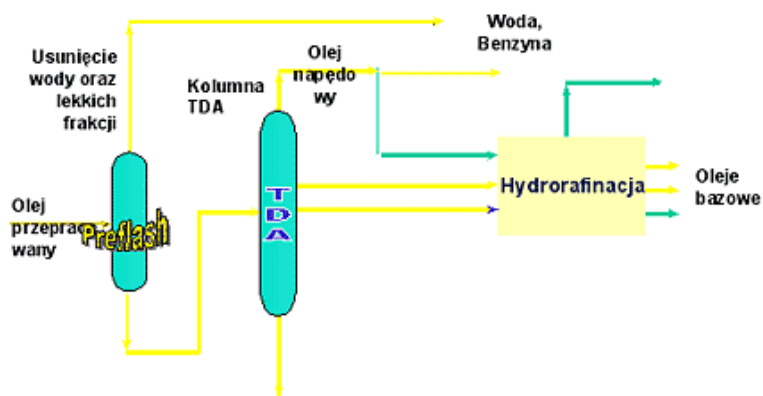 Woda,
Benzyna
Usunięcie
wody oraz
lekkich
frakcji
Olej
napędo
wy
Kolumna
TDA
TDA
Hydrorafinacja
Oleje
bazowe
Olej
przeprac
wany
Preflash